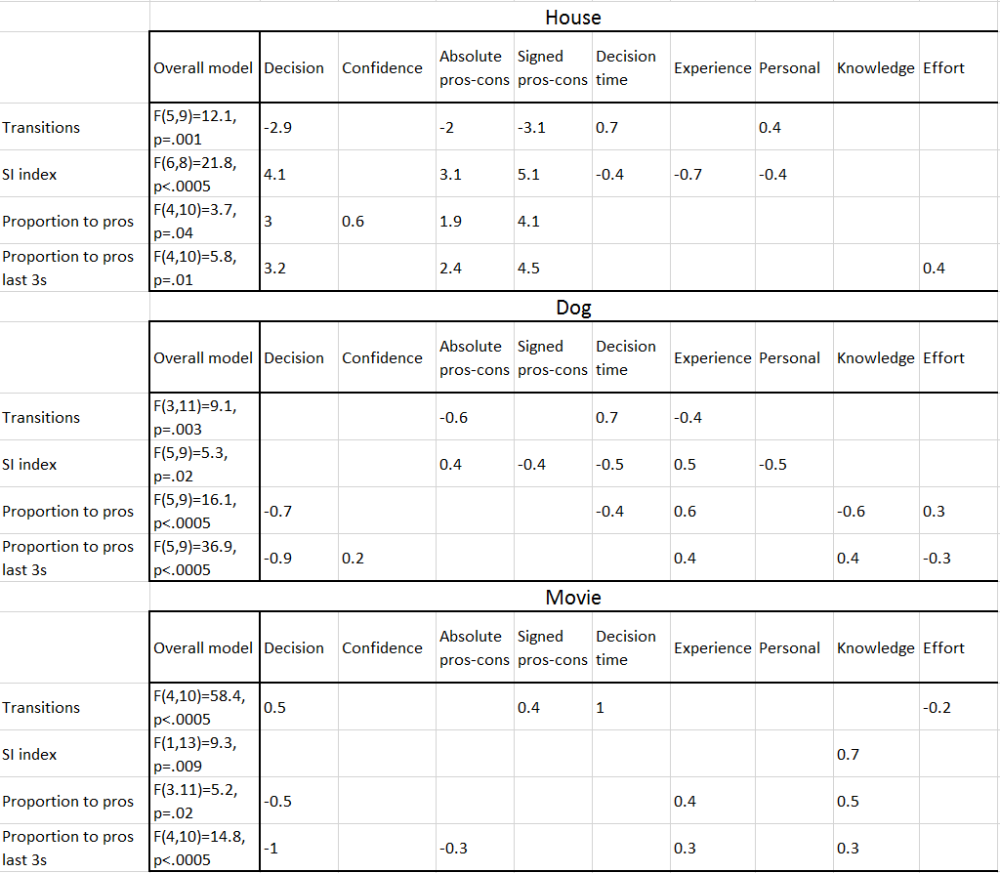 House
Overall model Decision Confidence Absolute pros-cons Signed pros-cons Decision time Experience Personal Knowledge Effort
Transitions F(5,9)=12.1, p=.001 -2.9 -2 -3.1 0.7 0.4
SI index F(6,8)=21.8, p<.0005 4.1 3.1 5.1 -0.4 -0.7 -0.4
Proportion to pros F(4,10)=3.7, p=.04 3 0.6 1.9 4.1
Proportion to pros last 3s F(4,10)=5.8, p=.01 3.2 2.4 4.5 0.4
Dog
Overall model Decision Confidence Absolute pros-cons Signed pros-cons Decision time Experience Personal Knowledge Effort
Transitions F(3,11)=9.1, p=.003 -0.6 0.7 -0.4
SI index F(5,9)=5.3, p=.02 0.4 -0.4 -0.5 0.5 -0.5
Proportion to pros F(5,9)=16.1, p<.0005 -0.7 -0.4 0.6 -0.6 0.3
Proportion to pros last 3s F(5,9)=36.9, p<.0005 -0.9 0.2 0.4 0.4 -0.3
Movie
Overall model Decision Confidence Absolute pros-cons Signed pros-cons Decision time Experience Personal Knowledge Effort
Transitions F(4,10)=58.4, p<.0005 0.5 0.4 1 -0.2
SI index F(1,13)=9.3, p=.009 0.7
Proportion to pros F(3.11)=5.2, p=.02 -0.5 0.4 0.5
Proportion to pros last 3s F(4,10)=14.8, p<.0005 -1 -0.3 0.3 0.3